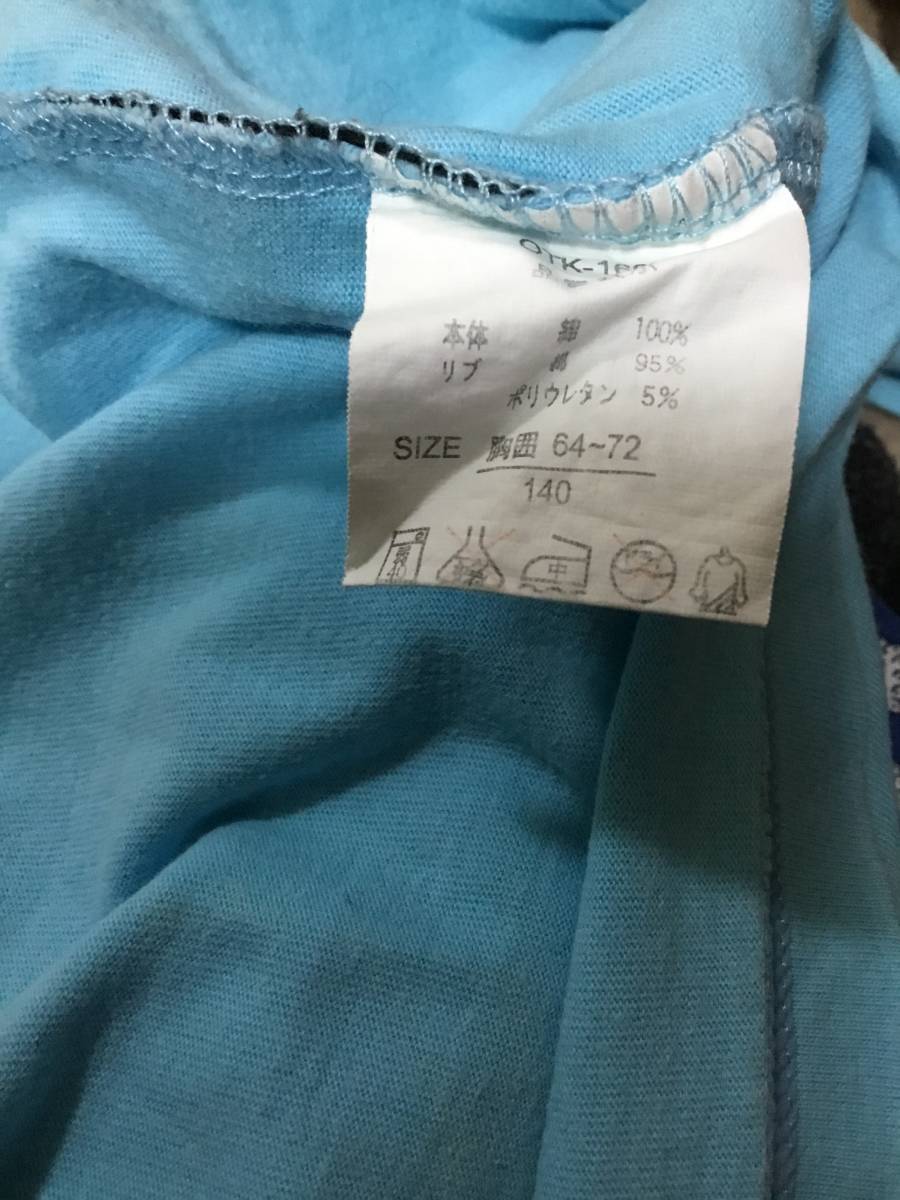 本体 綿 100%
リブ 綿 95%
ポリウレタン 5%
SIZE 胸囲 64~72
140
中